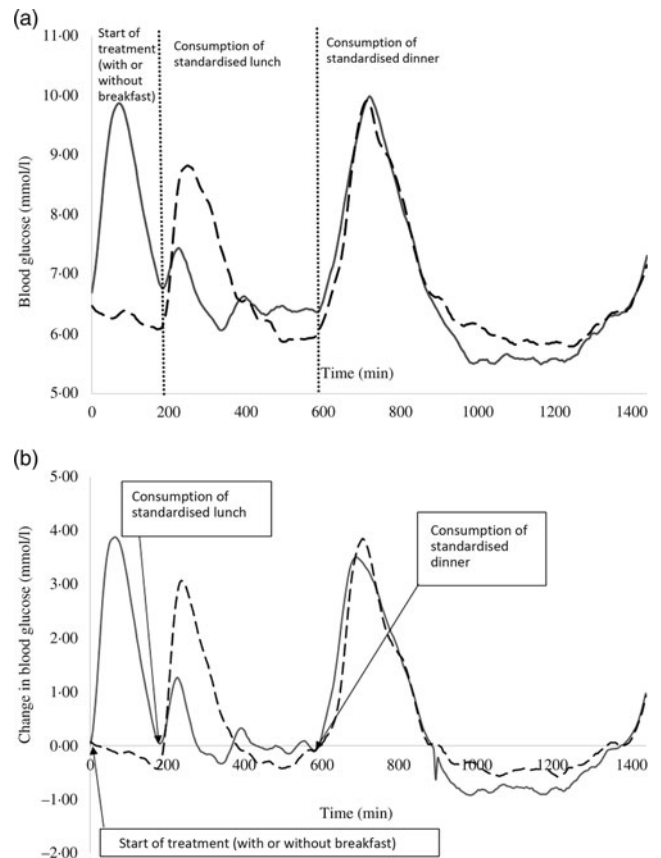 (a)
11·00
10·00
9·00
8·00
7·00
6·00
5·00
Blood glucose (mmol/l)
Start of
treatment
(with or
without
breakfast)
Consumption of
standardised lunch
Consumption of
standardised dinner
Time (min)
0 200 400 600 800 1000 1200 1400
(b)
5·00
4·00
3·00
2·00
1·00
0·00
–1·00
–2·00
Change in blood glucose (mmol/l)
Consumption of
standardised lunch
Consumption of
standardised
dinner
0 200 400 600 800 1000 1200 1400
Time (min)
Start of treatment (with or without breakfast)